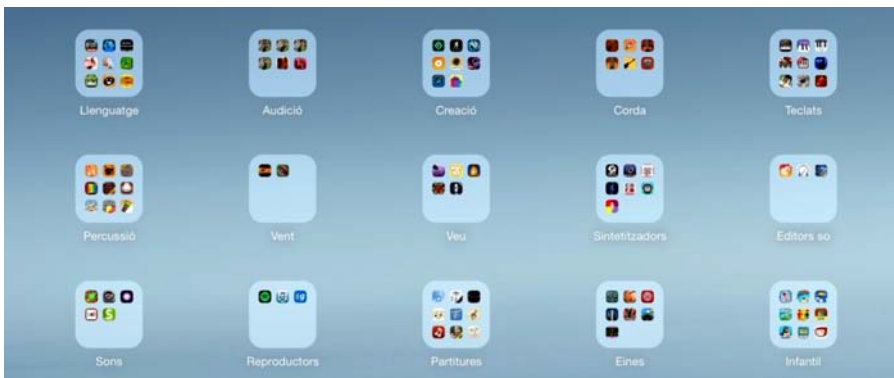 Llenguatge
Audició
Creació
Corda
Teclats
Percussió
Vent
Veu
Sintetitzadors
Editors so
Sons
Reproductors
Partitures
Eines
Infantil